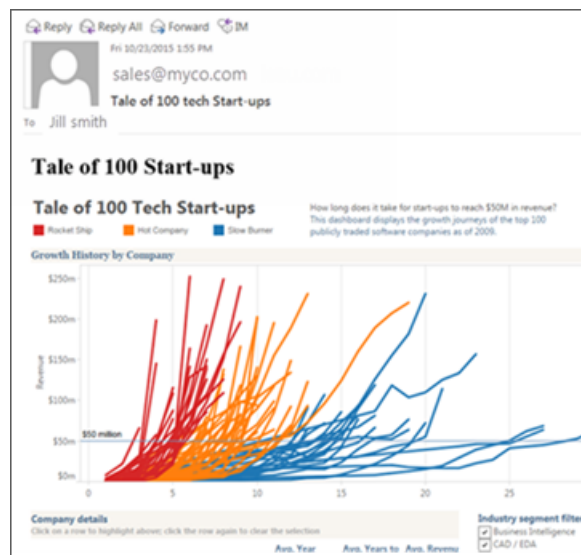 Reply Reply All Forward IM
Fri 10/23/2015 1:55 PM
sales@myco.com
Tale of 100 tech Start-ups
To Jill smith
Tale of 100 Start-ups
Tale of 100 Tech Start-ups
Rocket Ship Hot Company Slow Burner
How long does it take for start-ups to reach $50M in revenue?
This dashboard displays the growth journeys of the top 100
publicly traded software companies as of 2009.
Growth History by Company
$250m
$200m
$150m
$100m
$50m
$0m
Revenue
$50 million
0 5 10 15 20 25
Company details
Click on a row to highlight above; click the row again to clear the selection
Avg. Year Avg. Years to Avg. Revenu
Industry segment filter
Business Intelligence
CAD / EDA